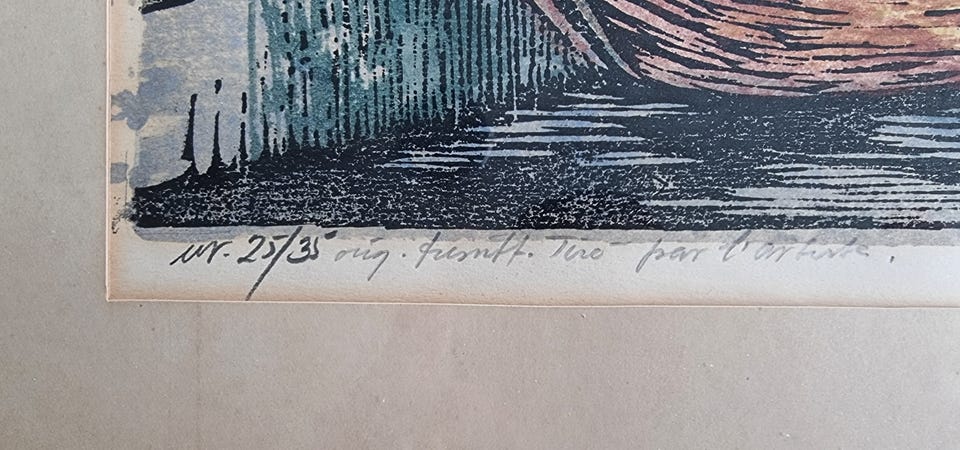 nr. 25/35 orig. Tiré par l'artiste.